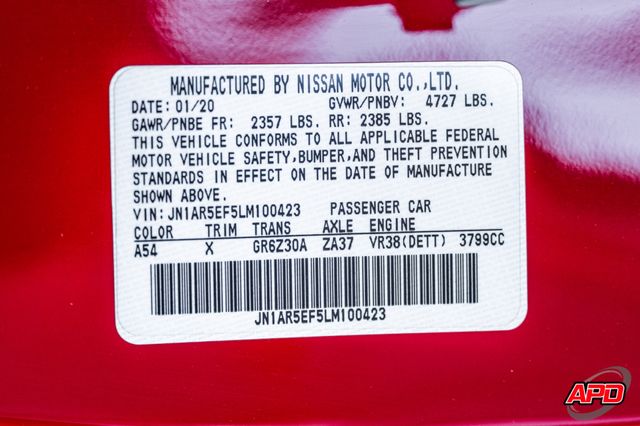 MANUFACTURED BY NISSAN MOTOR CO.,LTD.
DATE: 01/20 GVWR/PNBV: 4727 LBS.
GAWR/PNBE FR: 2357 LBS. RR: 2385 LBS.
THIS VEHICLE CONFORMS TO ALL APPLICABLE FEDERAL
MOTOR VEHICLE SAFETY,BUMPER,AND THEFT PREVENTION
STANDARDS IN EFFECT ON THE DATE OF MANUFACTURE
SHOWN ABOVE.
VIN:JN1AR5EF5LM100423 PASSENGER CAR
COLOR TRIM TRANS AXLE ENGINE
A54 X GR6Z30A ZA37 VR38(DETT) 3799CC
JN1AR5EF5LM100423
APD